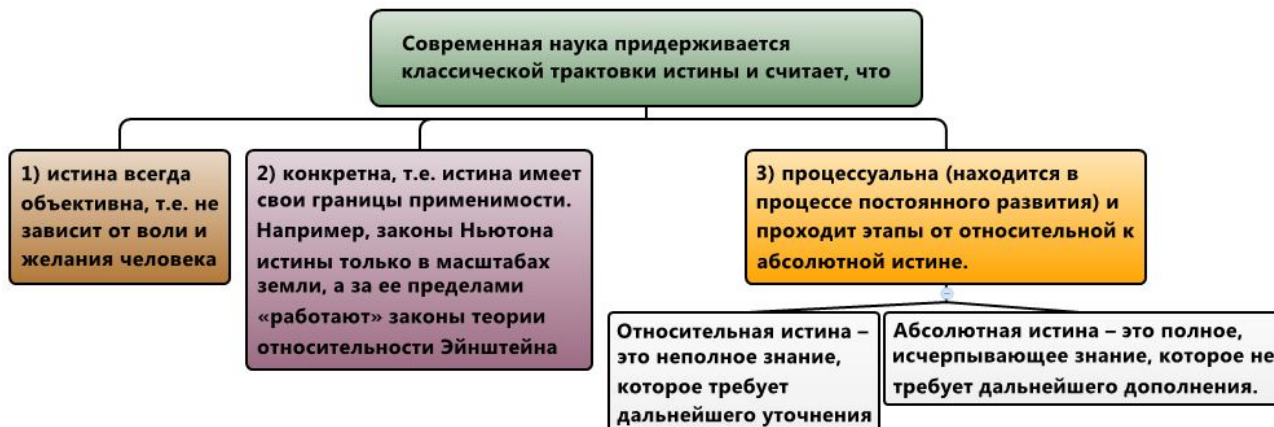 Современная наука придерживается
классической трактовки истины и считает, что
1) истина всегда
объективна, т.е. не
зависит от воли и
желания человека
2) конкретна, т.е. истина имеет
свои границы применимости.
Например, законы Ньютона
истины только в масштабах
земли, а за ее пределами
«работают» законы теории
относительности Эйнштейна
3) процессуальна (находится в
процессе постоянного развития) и
проходит этапы от относительной к
абсолютной истине.
Относительная истина –
это неполное знание,
которое требует
дальнейшего уточнения
Абсолютная истина – это полное,
исчерпывающее знание, которое не
требует дальнейшего дополнения.